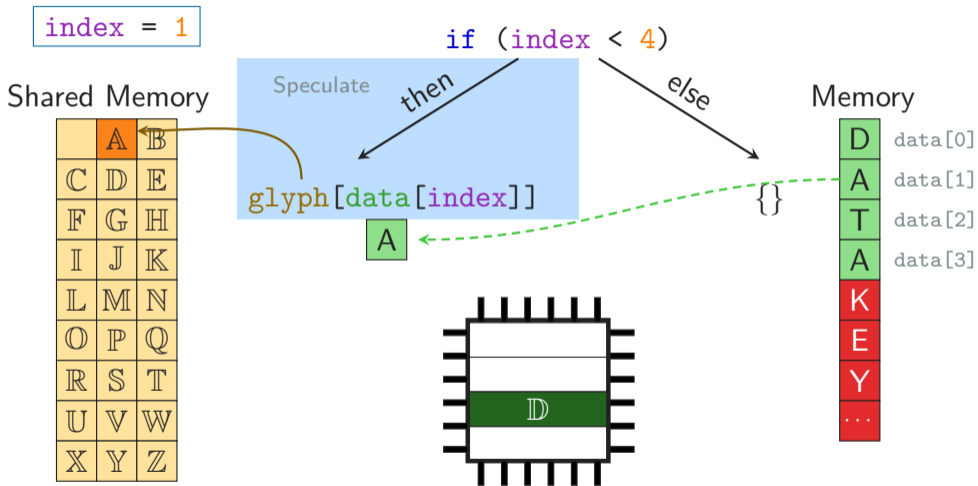 index = 1
if (index < 4)
Speculate
then
else
Shared Memory
Memory
𝔸 𝔹
ℂ 𝔻 𝔼
𝔽 𝔾 ℍ
𝕀 𝕁 𝕂
𝕃 𝕄 ℕ
𝕆 ℙ ℚ
ℝ 𝕊 𝕋
𝕌 𝕍 𝕎
𝕏 𝕐 ℤ
glyph[data[index]]
A
{}
D data[0]
A data[1]
T data[2]
A data[3]
K
E
Y
...
𝔻